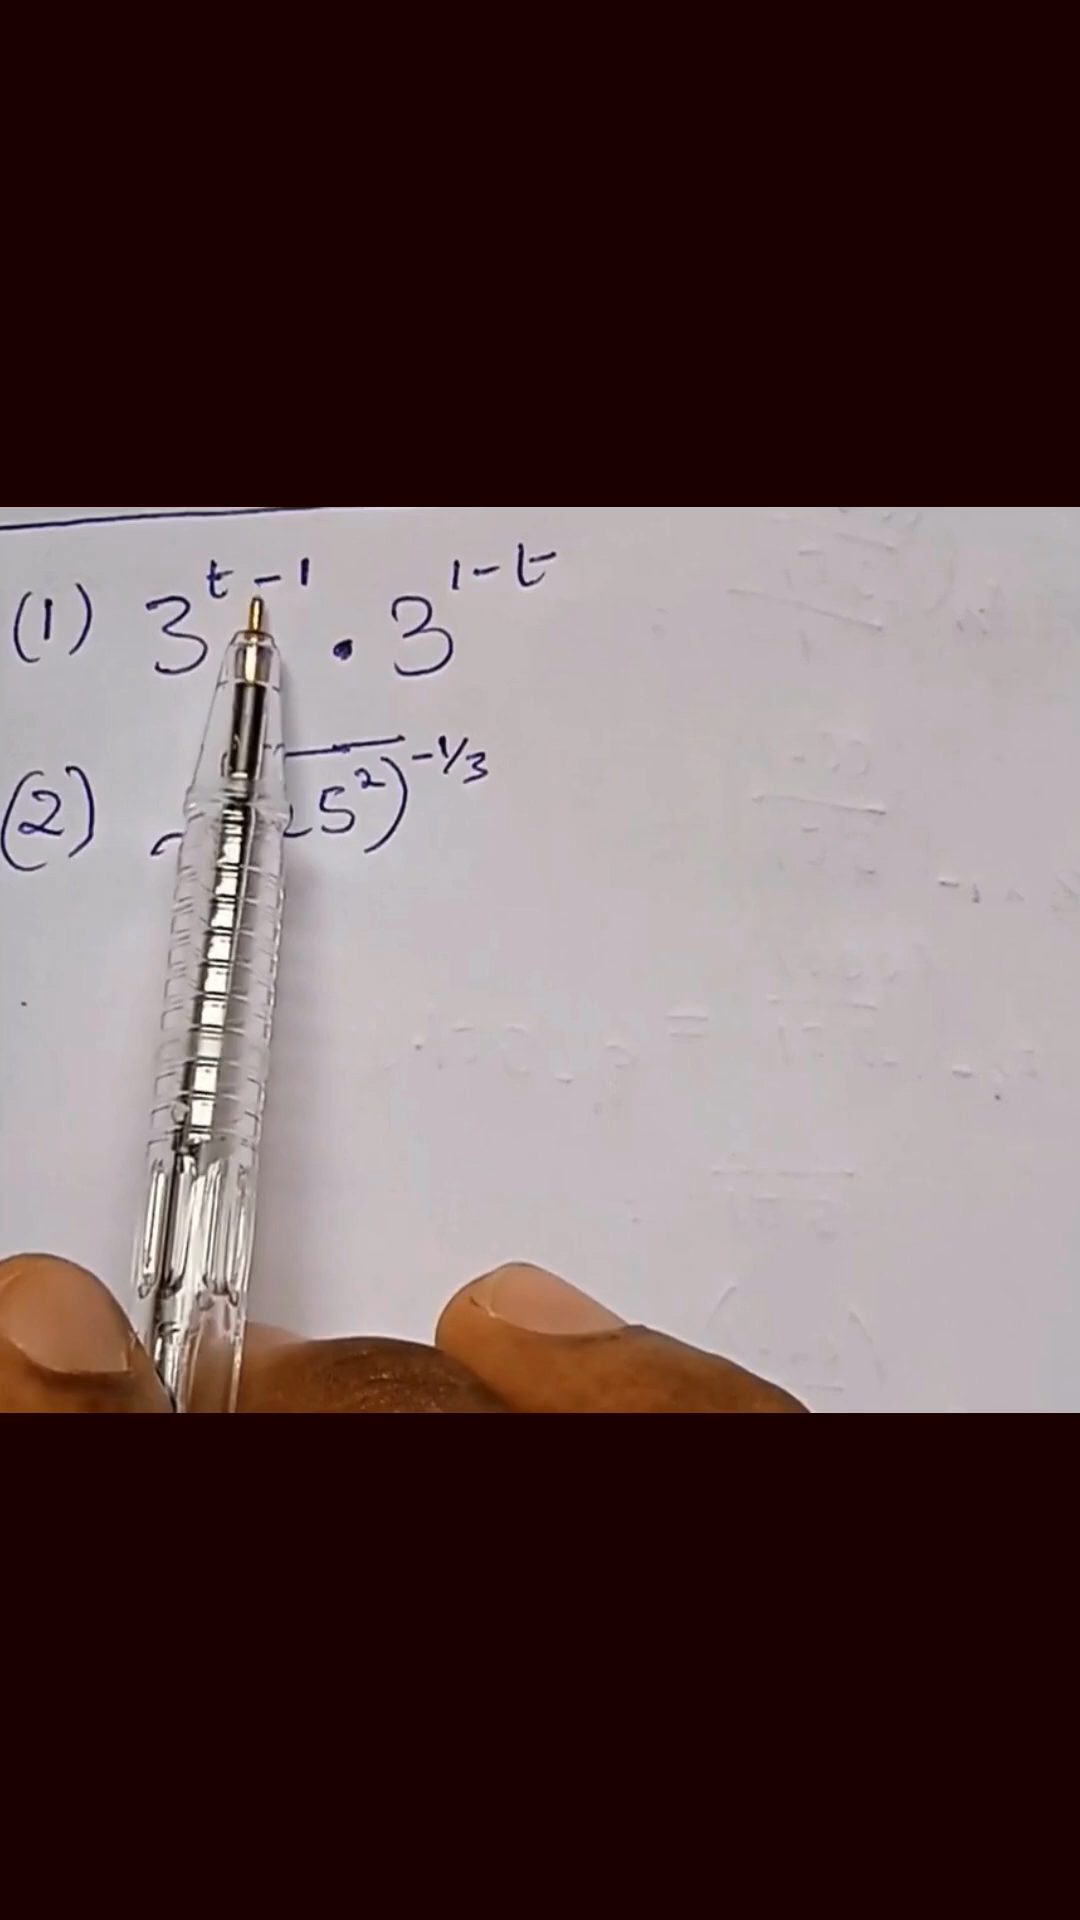 (1) 3^(t-1) · 3^(1-t)
(2) 5²)^(-1/3)